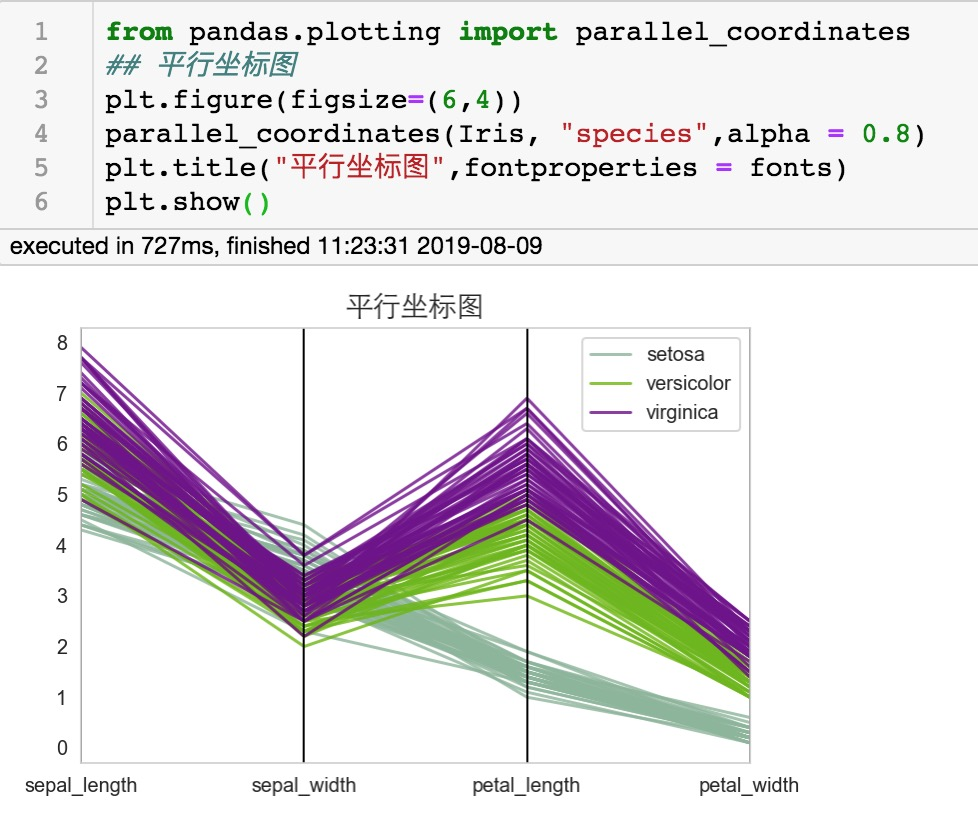 1 from pandas.plotting import parallel_coordinates
2 ## 平行坐标图
3 plt.figure(figsize=(6,4))
4 parallel_coordinates(Iris, "species",alpha = 0.8)
5 plt.title("平行坐标图",fontproperties = fonts)
6 plt.show()
executed in 727ms, finished 11:23:31 2019-08-09
平行坐标图
setosa
versicolor
virginica
8
7
6
5
4
3
2
1
0
sepal_length sepal_width petal_length petal_width